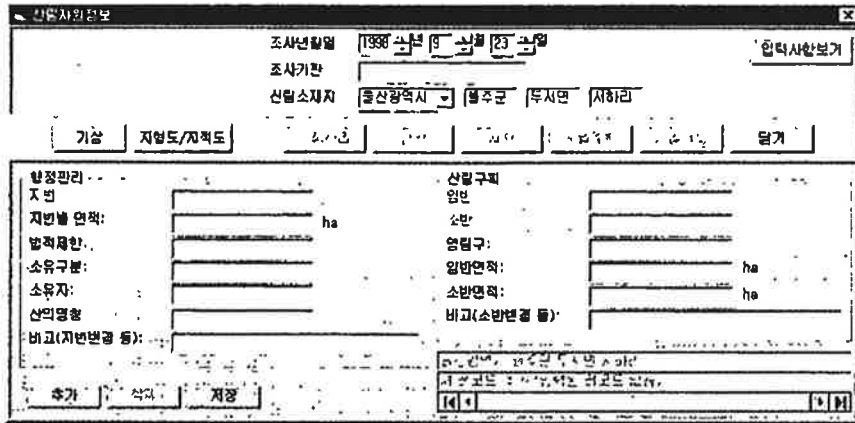 산림자원정보
조사년월일 1998 년 9 월 23 일
입력사항보기
조사기관
산림소재지 울산광역시 울주군 두서면 서하리
기상 지형도/지적도 닫기
행정관리
지번
지번별 면적: ha
법적제한:
소유구분:
소유자:
산의명칭
비고(지번변경 등):
산림구획
임반
소반
영림구:
임반면적: ha
소반면적: ha
비고(소반변경 등):
추가 삭제 저장